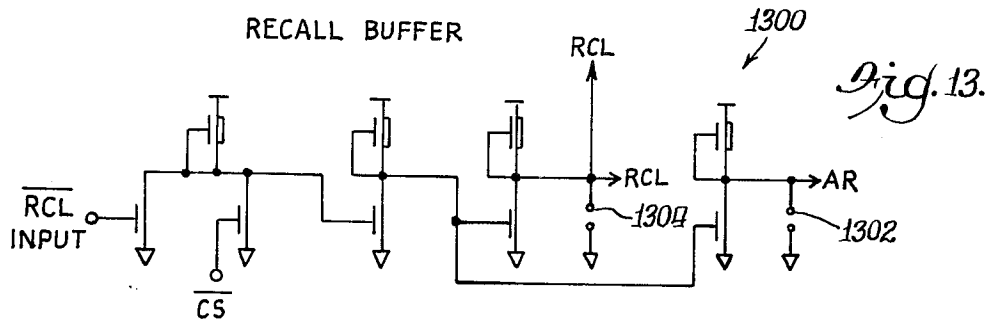 RECALL BUFFER
1300
Fig. 13.
RCL
RCL
1304
AR
1302
RCL
INPUT
CS